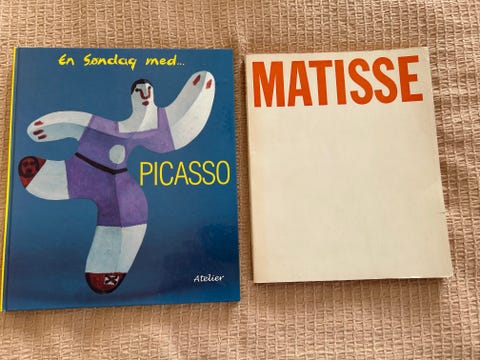 En Søndag med...
PICASSO
Atelier
MATISSE